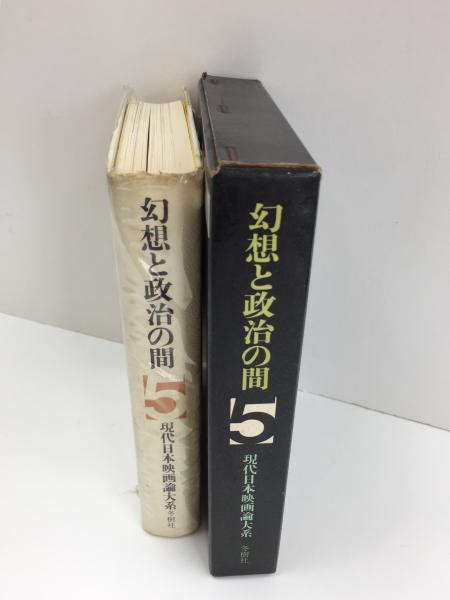 幻想と政治の間
【5】
現代日本映画論大系
冬樹社
幻想と政治の間
【5】
現代日本映画論大系
冬樹社